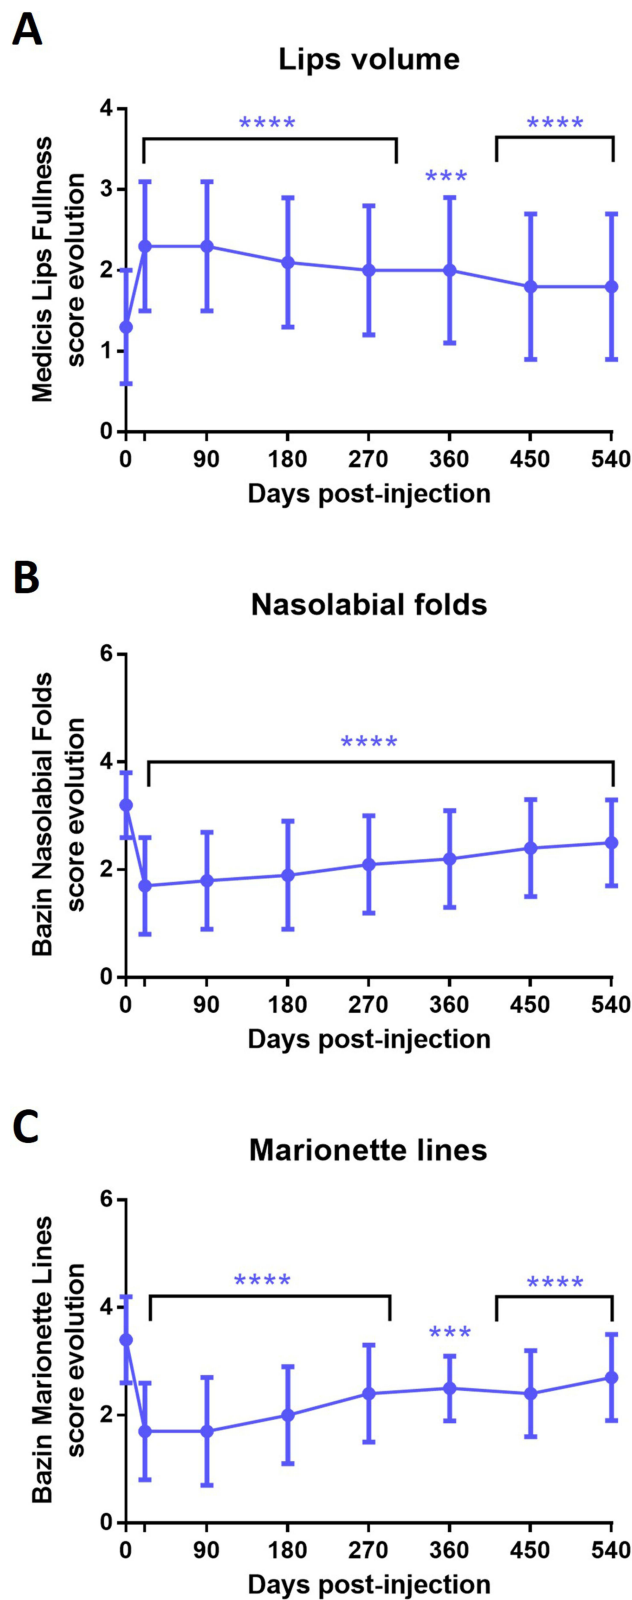 A
Lips volume
Medicis Lips Fullness
score evolution
4
3
2
1
0
****
***
****
0 90 180 270 360 450 540
Days post-injection
B
Nasolabial folds
Bazin Nasolabial Folds
score evolution
6
4
2
0
****
0 90 180 270 360 450 540
Days post-injection
C
Marionette lines
Bazin Marionette Lines
score evolution
6
4
2
0
****
***
****
0 90 180 270 360 450 540
Days post-injection